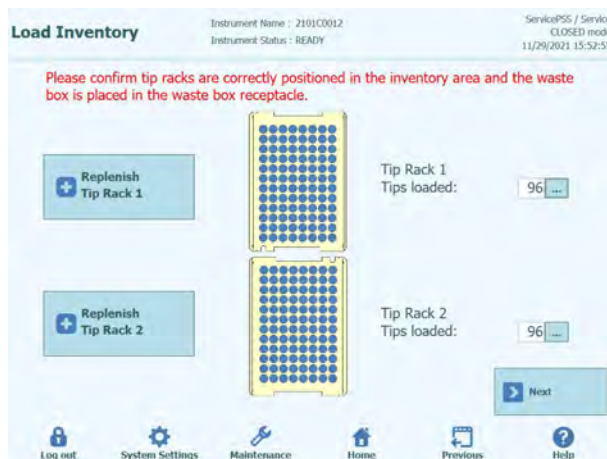 Load Inventory
Instrument Name : 2101C0012
Instrument Status : READY
ServicePSS / Servic
CLOSED mod
11/29/2021 15:52:5
Please confirm tip racks are correctly positioned in the inventory area and the waste
box is placed in the waste box receptacle.
Replenish
Tip Rack 1
Tip Rack 1
Tips loaded:
96 ...
Replenish
Tip Rack 2
Tip Rack 2
Tips loaded:
96 ...
Next
Log out
System Settings
Maintenance
Home
Previous
Help